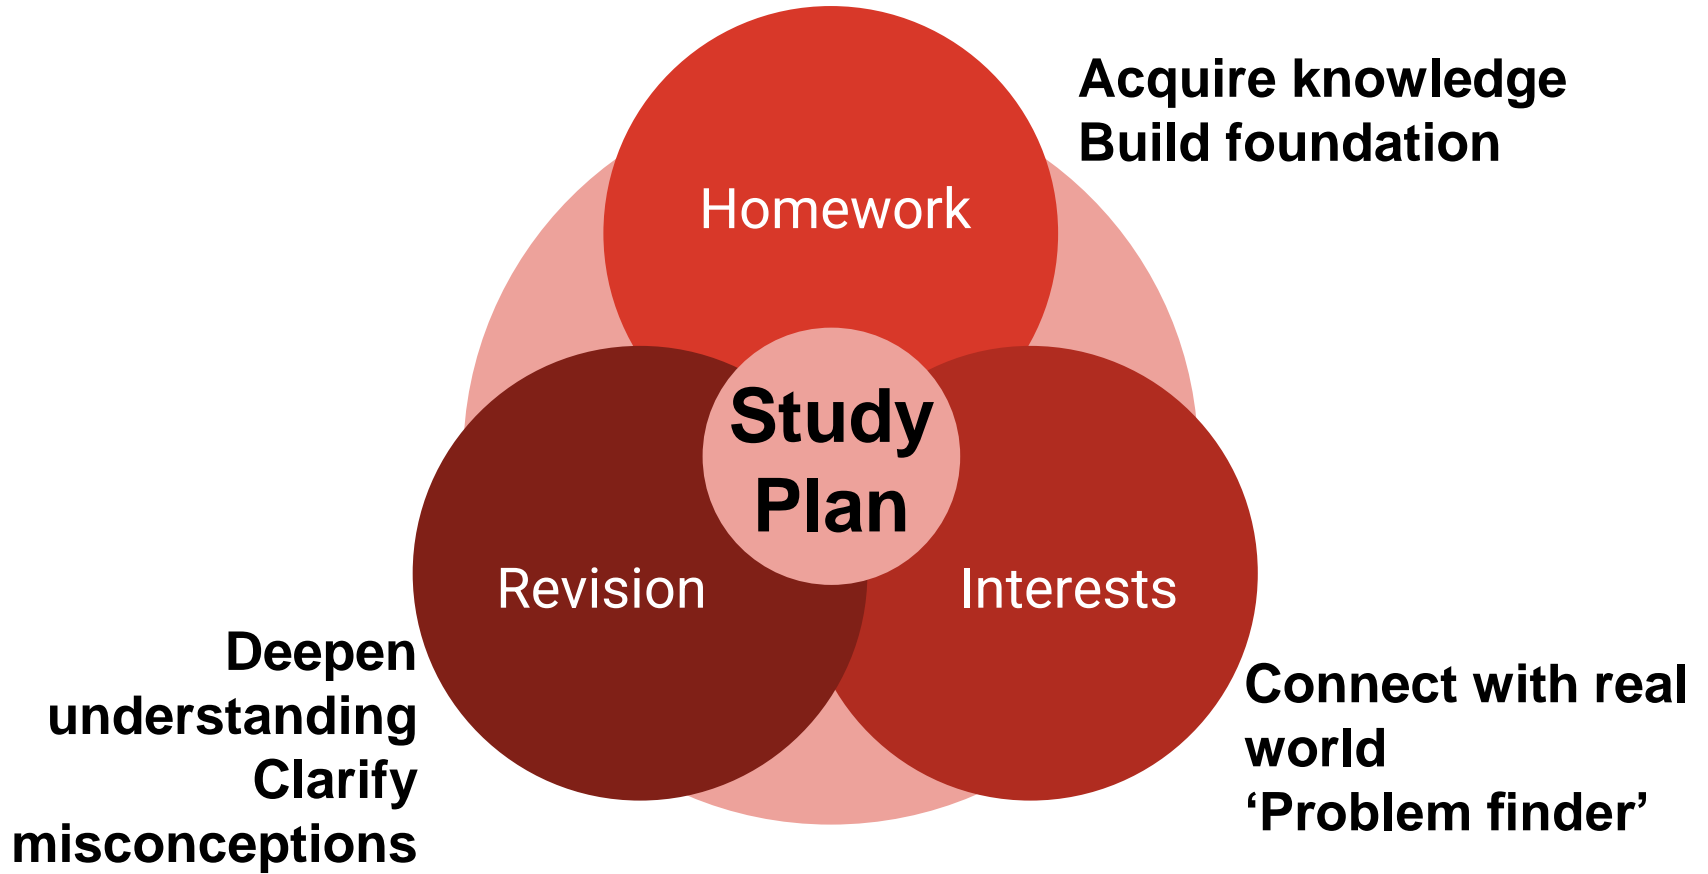 Homework
Acquire knowledge
Build foundation
Study
Plan
Revision
Interests
Deepen
understanding
Clarify
misconceptions
Connect with real
world
‘Problem finder’